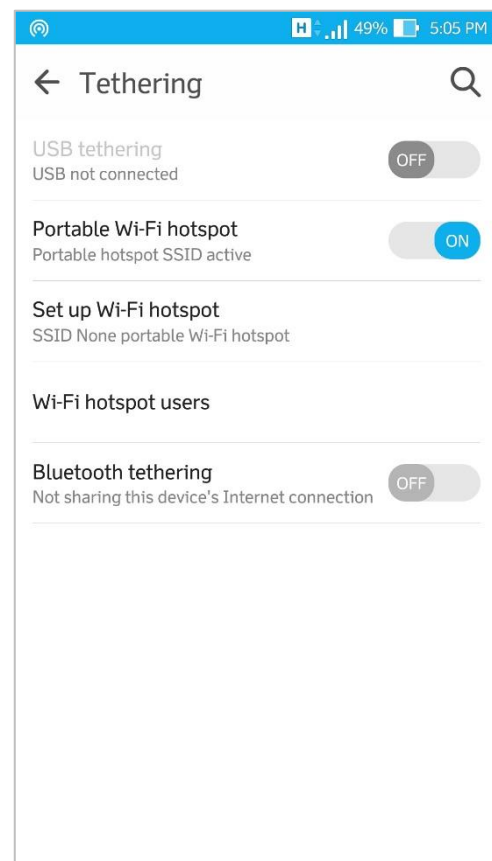 H 49% 5:05 PM
Tethering
USB tethering
USB not connected
OFF
Portable Wi-Fi hotspot
Portable hotspot SSID active
ON
Set up Wi-Fi hotspot
SSID None portable Wi-Fi hotspot
Wi-Fi hotspot users
Bluetooth tethering
Not sharing this device's Internet connection
OFF